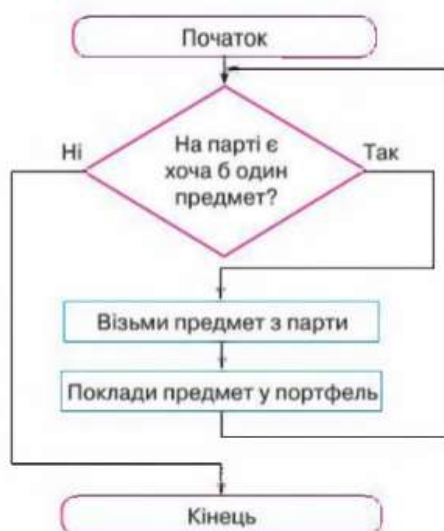 Початок
Ні
На парті є
хоча б один
предмет?
Так
Візьми предмет з парти
Поклади предмет у портфель
Кінець